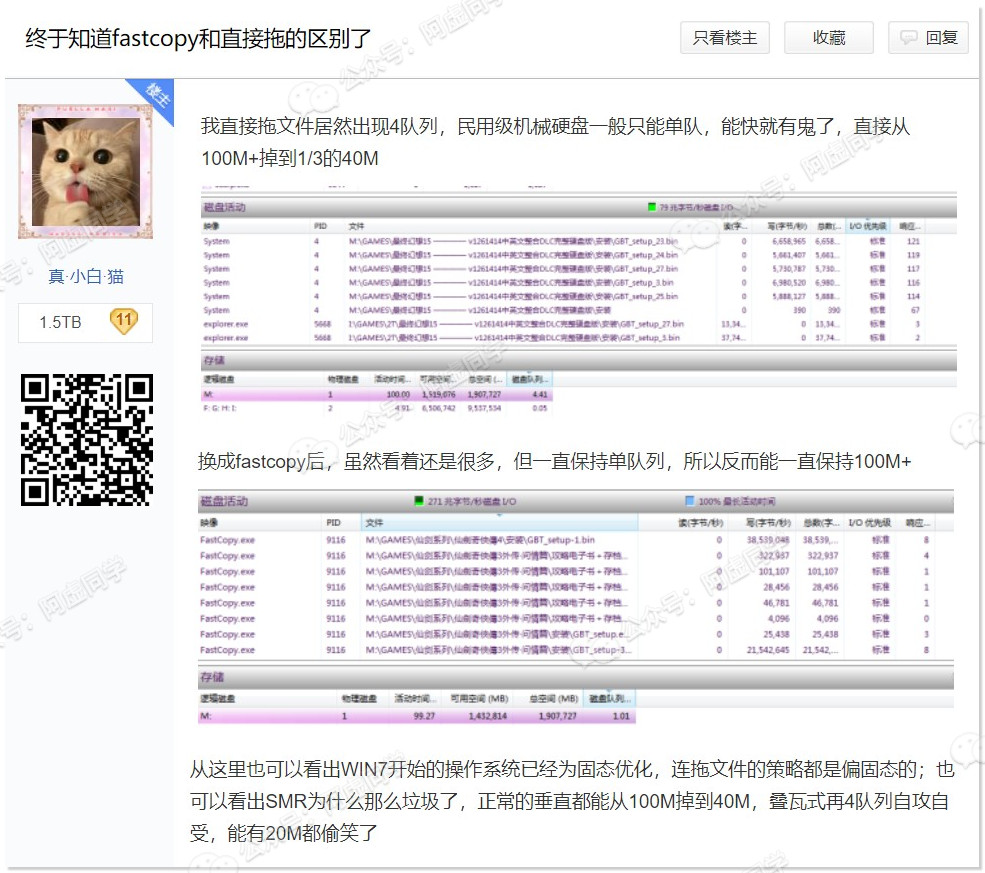 终于知道fastcopy和直接拖的区别了
只看楼主
收藏
回复
楼主
真·小白·猫
1.5TB
11
我直接拖文件居然出现4队列，民用级机械硬盘一般只能单队，能快就有鬼了，直接从
100M+掉到1/3的40M
磁盘活动
79 兆字节/秒磁盘 I/O
映像 PID 文件 读(字... 写(字节/秒) 总数(... I/O 优先级 响应...
System 4 M:\GAMES\最终幻想15 ———— v1261414中英文整合DLC完整硬盘版\安装\GBT_setup_23.bin 0 6,658,965 6,658... 标准 121
System 4 M:\GAMES\最终幻想15 ———— v1261414中英文整合DLC完整硬盘版\安装\GBT_setup_24.bin 0 5,661,407 5,661... 标准 119
System 4 M:\GAMES\最终幻想15 ———— v1261414中英文整合DLC完整硬盘版\安装\GBT_setup_27.bin 0 5,730,787 5,730... 标准 117
System 4 M:\GAMES\最终幻想15 ———— v1261414中英文整合DLC完整硬盘版\安装\GBT_setup_3.bin 0 6,980,520 6,980... 标准 116
System 4 M:\GAMES\最终幻想15 ———— v1261414中英文整合DLC完整硬盘版\安装\GBT_setup_25.bin 0 5,888,127 5,888... 标准 114
System 4 M:\GAMES\最终幻想15 ———— v1261414中英文整合DLC完整硬盘版\安装 0 390 390 标准 67
explorer.exe 5668 I:\GAMES\2T\最终幻想15 ———— v1261414中英文整合DLC完整硬盘版\安装\GBT_setup_27.bin 13,34... 0 13,34... 标准 3
explorer.exe 5668 I:\GAMES\2T\最终幻想15 ———— v1261414中英文整合DLC完整硬盘版\安装\GBT_setup_3.bin 37,74... 0 37,74... 标准 2
存储
逻辑磁盘 物理磁盘 活动时间... 可用空间... 总空间 (... 磁盘队列...
M: 1 100.00 1,519,076 1,907,727 4.41
F: G: H: I: 2 4.91 6,506,742 9,537,534 0.05
换成fastcopy后，虽然看着还是很多，但一直保持单队列，所以反而能一直保持100M+
磁盘活动 271 兆字节/秒磁盘 I/O 100% 最长活动时间
映像 PID 文件 读(字节/秒) 写(字节/秒) 总数(字... I/O 优先级 响应...
FastCopy.exe 9116 M:\GAMES\仙剑系列\仙剑奇侠传4\安装\GBT_setup-1.bin 0 38,539,048 38,539,... 标准 8
FastCopy.exe 9116 M:\GAMES\仙剑系列\仙剑奇侠传3外传·问情篇\攻略电子书+存档... 0 322,937 322,937 标准 4
FastCopy.exe 9116 M:\GAMES\仙剑系列\仙剑奇侠传3外传·问情篇\攻略电子书+存档... 0 101,107 101,107 标准 1
FastCopy.exe 9116 M:\GAMES\仙剑系列\仙剑奇侠传3外传·问情篇\攻略电子书+存档... 0 28,456 28,456 标准 1
FastCopy.exe 9116 M:\GAMES\仙剑系列\仙剑奇侠传3外传·问情篇\攻略电子书+存档... 0 46,781 46,781 标准 1
FastCopy.exe 9116 M:\GAMES\仙剑系列\仙剑奇侠传3外传·问情篇\攻略电子书+存档... 0 4,096 4,096 标准 0
FastCopy.exe 9116 M:\GAMES\仙剑系列\仙剑奇侠传3外传·问情篇\安装\GBT_setup.e... 0 25,438 25,438 标准 3
FastCopy.exe 9116 M:\GAMES\仙剑系列\仙剑奇侠传3外传·问情篇\安装\GBT_setup-3... 0 21,542,645 21,542,... 标准 8
存储
逻辑磁盘 物理磁盘 活动时间... 可用空间 (MB) 总空间 (MB) 磁盘队列...
M: 1 99.27 1,432,814 1,907,727 1.01
从这里也可以看出WIN7开始的操作系统已经为固态优化，连拖文件的策略都是偏固态的；也
可以看出SMR为什么那么垃圾了，正常的垂直都能从100M掉到40M，叠瓦式再4队列自攻自
受，能有20M都偷笑了
公众号：阿虚同学